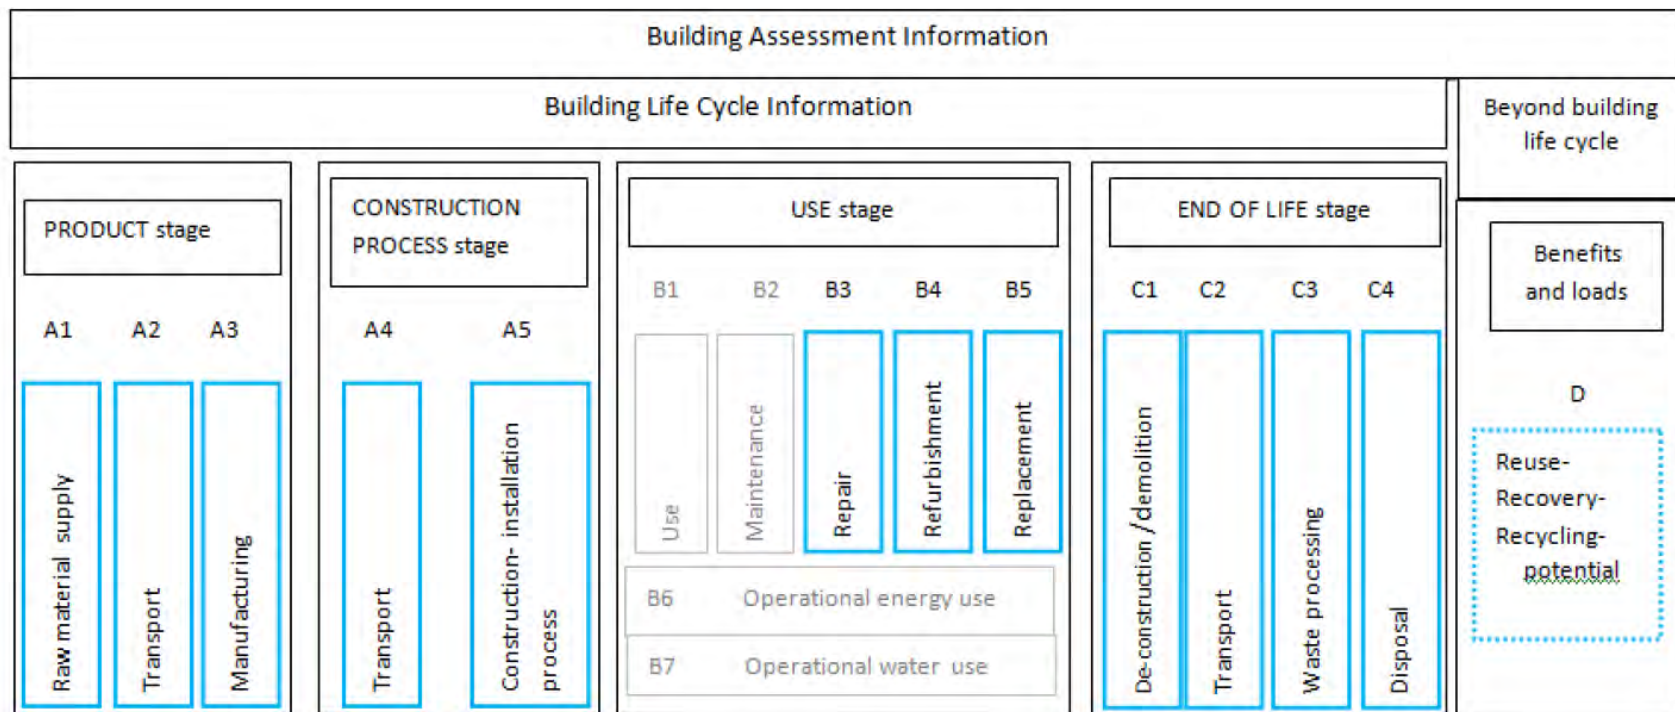 Building Assessment Information
Building Life Cycle Information
Beyond building
life cycle
PRODUCT stage
A1
A2
A3
Raw material supply
Transport
Manufacturing
CONSTRUCTION
PROCESS stage
A4
A5
Transport
Construction- installation
process
USE stage
B1
B2
B3
B4
B5
Use
Maintenance
Repair
Refurbishment
Replacement
B6 Operational energy use
B7 Operational water use
END OF LIFE stage
C1
C2
C3
C4
De-construction /demolition
Transport
Waste processing
Disposal
Benefits
and loads
D
Reuse-
Recovery-
Recycling-
potential